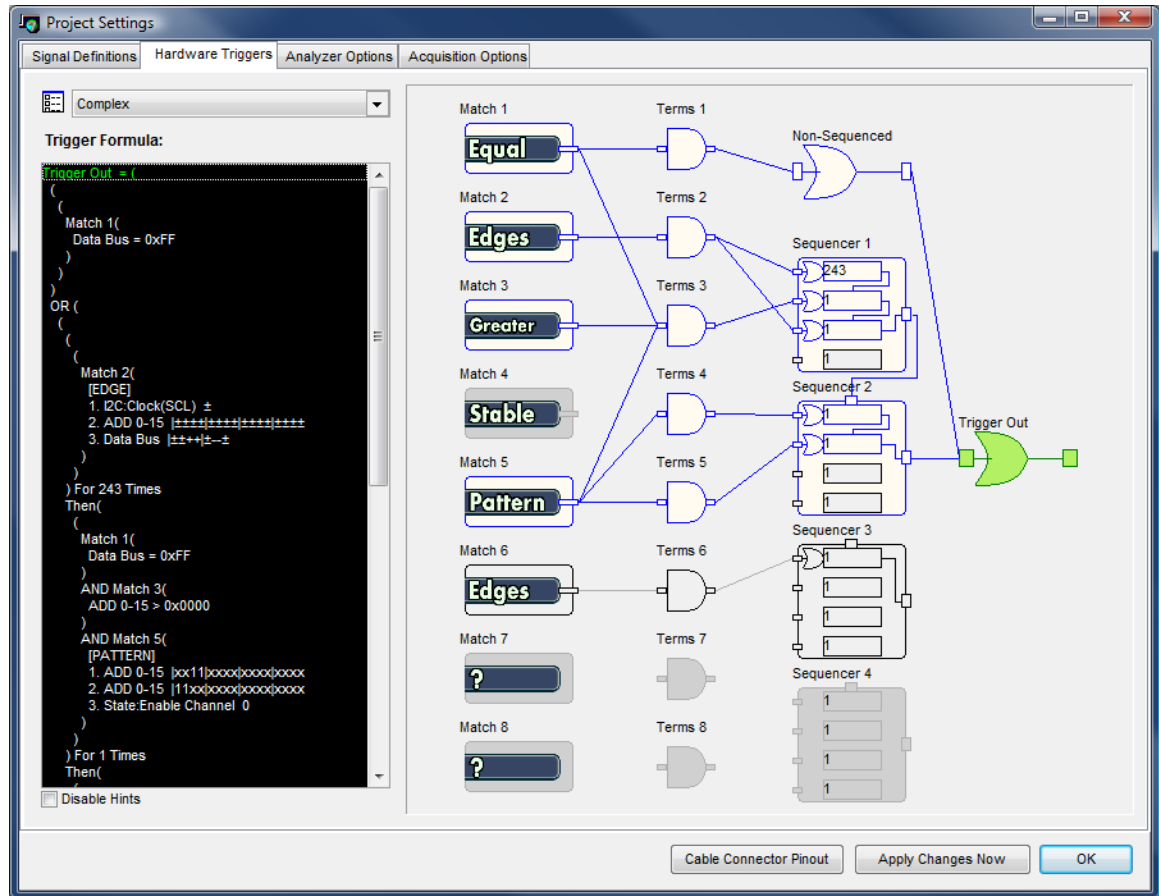 Project Settings
Signal Definitions
Hardware Triggers
Analyzer Options
Acquisition Options
Complex
Trigger Formula:
Trigger Out = (
(
(
Match 1(
Data Bus = 0xFF
)
)
)
OR (
(
(
(
Match 2(
[EDGE]
1. I2C:Clock(SCL) ±
2. ADD 0-15 |±±±±|±±±±|±±±±|±±±±
3. Data Bus |±±++|±--±
)
)
) For 243 Times
Then(
(
Match 1(
Data Bus = 0xFF
)
AND Match 3(
ADD 0-15 > 0x0000
)
AND Match 5(
[PATTERN]
1. ADD 0-15 |xx11|xxxx|xxxx|xxxx
2. ADD 0-15 |11xx|xxxx|xxxx|xxxx
3. State:Enable Channel 0
)
)
) For 1 Times
Then(
(
Disable Hints
Match 1
Equal
Match 2
Edges
Match 3
Greater
Match 4
Stable
Match 5
Pattern
Match 6
Edges
Match 7
?
Match 8
?
Terms 1
Terms 2
Terms 3
Terms 4
Terms 5
Terms 6
Terms 7
Terms 8
Non-Sequenced
Sequencer 1
243
1
1
1
Sequencer 2
1
1
1
1
Sequencer 3
1
1
1
1
Sequencer 4
1
1
1
1
Trigger Out
Cable Connector Pinout
Apply Changes Now
OK